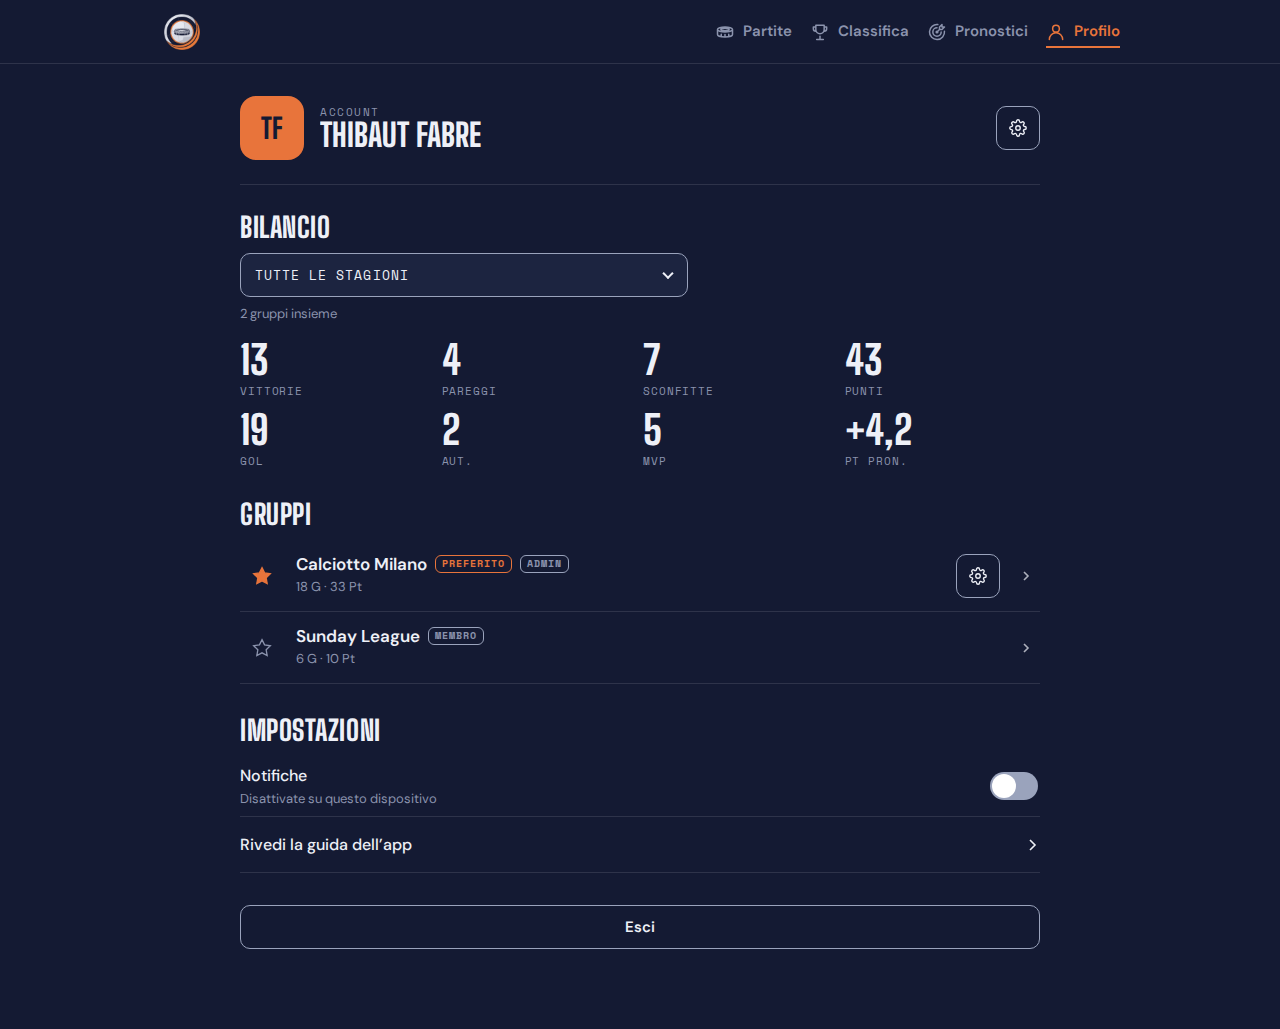 Partite
Classifica
Pronostici
Profilo
TF
ACCOUNT
THIBAUT FABRE
BILANCIO
TUTTE LE STAGIONI
2 gruppi insieme
13
4
7
43
VITTORIE
PAREGGI
SCONFITTE
PUNTI
19
2
5
+4,2
GOL
AUT.
MVP
PT PRON.
GRUPPI
Calciotto Milano PREFERITO ADMIN
18 G · 33 Pt
Sunday League MEMBRO
6 G · 10 Pt
IMPOSTAZIONI
Notifiche
Disattivate su questo dispositivo
Rivedi la guida dell’app
Esci